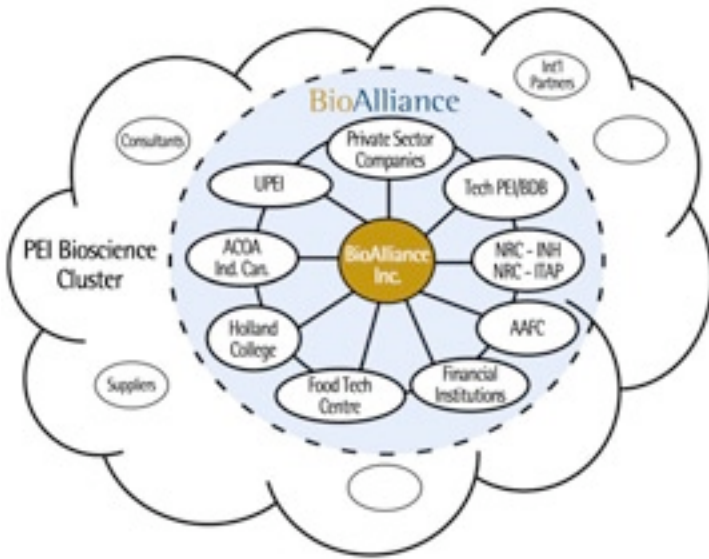 Int'l
Partners
BioAlliance
Consultants
Private Sector
Companies
UPEI
Tech PEI/BDB
PEI Bioscience
Cluster
ACOA
Ind. Can.
BioAlliance
Inc.
NRC - INH
NRC - ITAP
Holland
College
AAFC
Suppliers
Food Tech
Centre
Financial
Institutions